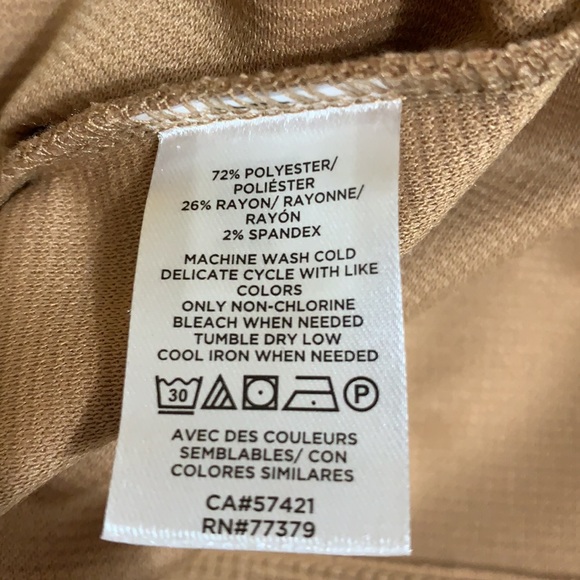 72% POLYESTER/
POLIÉSTER
26% RAYON/ RAYONNE/
RAYÓN
2% SPANDEX
MACHINE WASH COLD
DELICATE CYCLE WITH LIKE
COLORS
ONLY NON-CHLORINE
BLEACH WHEN NEEDED
TUMBLE DRY LOW
COOL IRON WHEN NEEDED
30 P
AVEC DES COULEURS
SEMBLABLES/ CON
COLORES SIMILARES
CA#57421
RN#77379